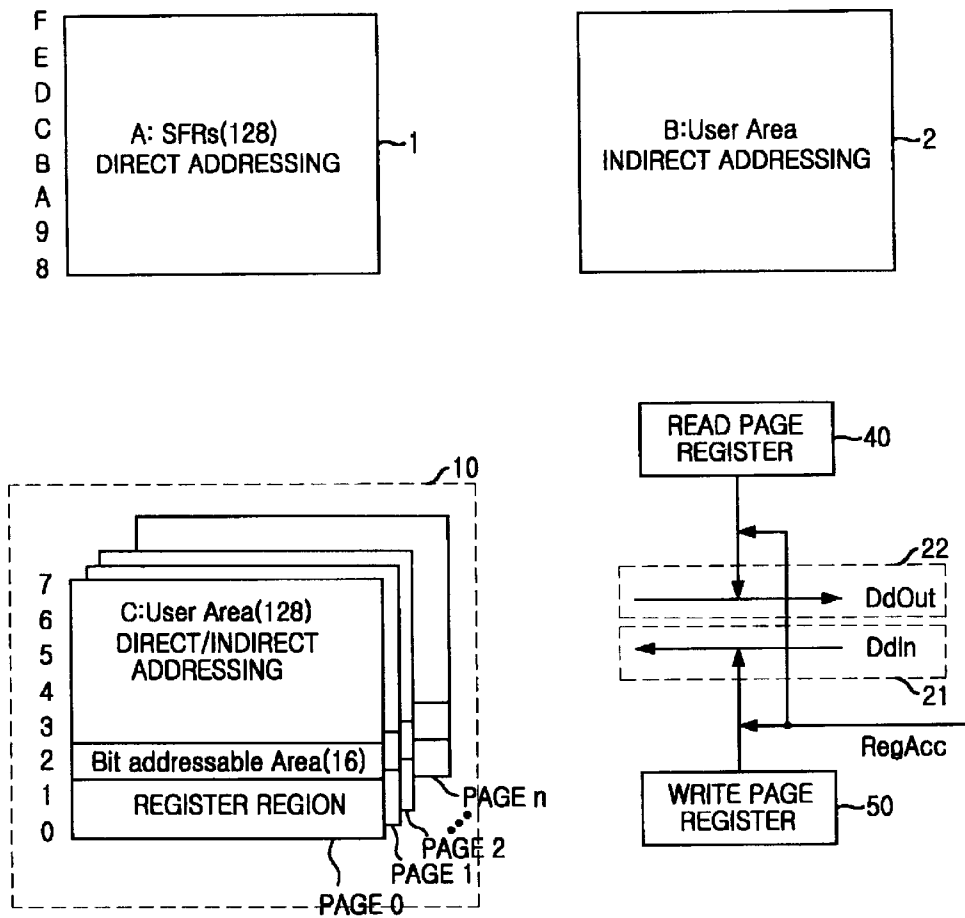 F
E
D
C
B
A
9
8
A: SFRs(128)
DIRECT ADDRESSING
1
B:User Area
INDIRECT ADDRESSING
2
10
7
6
5
4
3
2
1
0
C:User Area(128)
DIRECT/INDIRECT
ADDRESSING
Bit addressable Area(16)
REGISTER REGION
PAGE n
PAGE 2
PAGE 1
PAGE 0
READ PAGE
REGISTER
40
22
DdOut
DdIn
21
RegAcc
WRITE PAGE
REGISTER
50